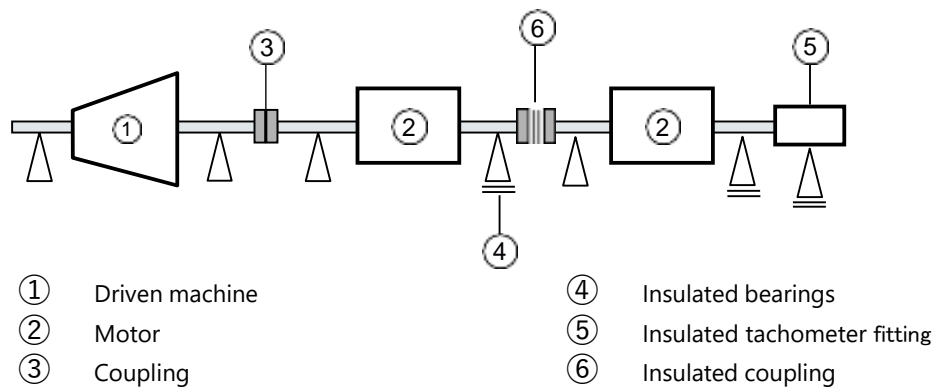 ⑥
③
⑤
① ② ②
④
① Driven machine
② Motor
③ Coupling
④ Insulated bearings
⑤ Insulated tachometer fitting
⑥ Insulated coupling